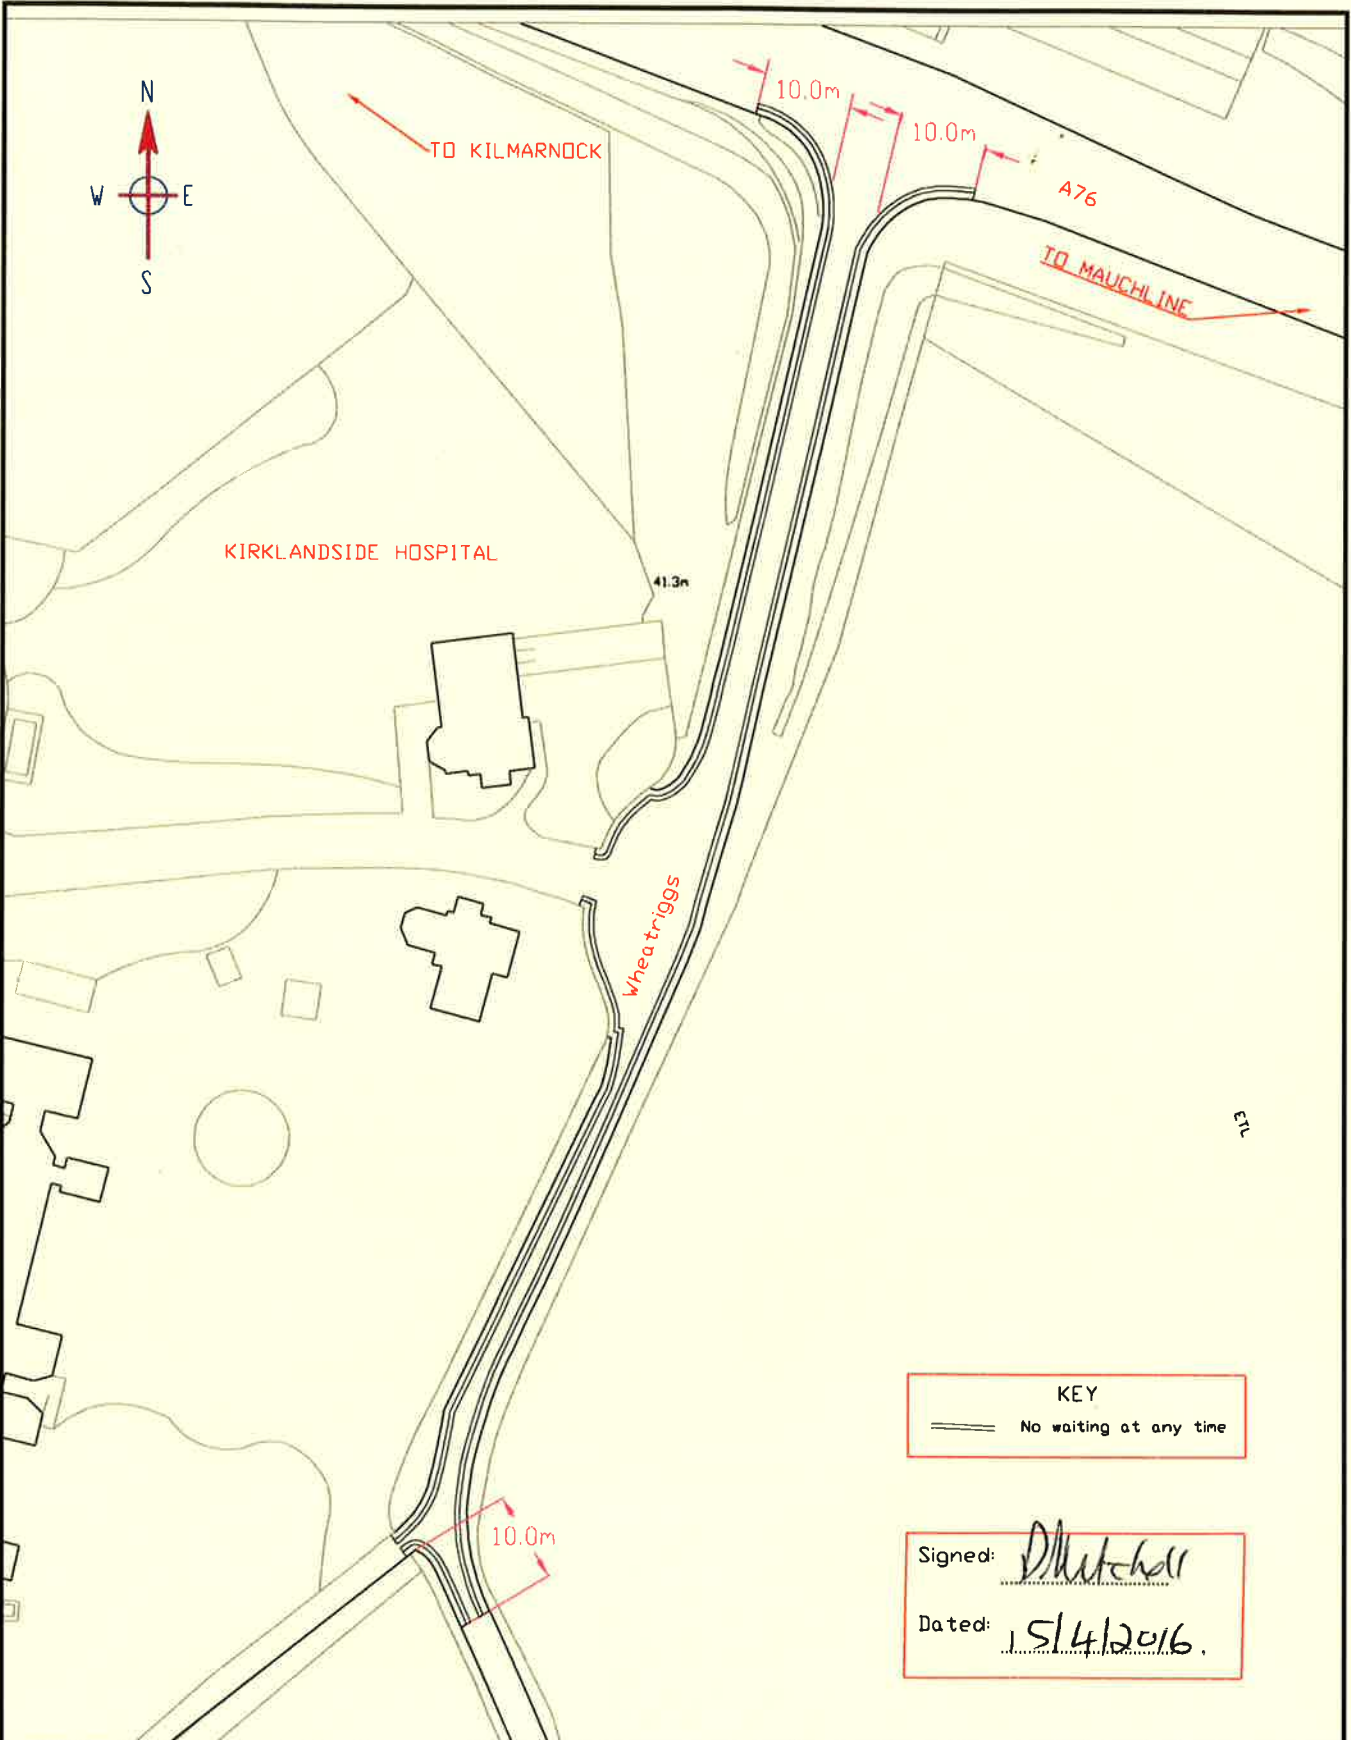 10.0m
N
10.0m
TO KILMARNOCK
A76
W E
TO MAUCHLINE
S
KIRKLANDSIDE HOSPITAL
41.3m
Wheatriggs
ETL
KEY
No waiting at any time
10.0m
Signed: DMitchell
Dated: 15/4/2016.